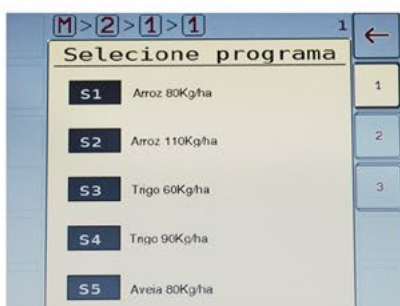 M>2>1>1 1
←
Selecione programa
S1 Arroz 80Kg/ha
1
S2 Arroz 110Kg/ha
2
S3 Trigo 60Kg/ha
3
S4 Trigo 90Kg/ha
S5 Aveia 80Kg/ha